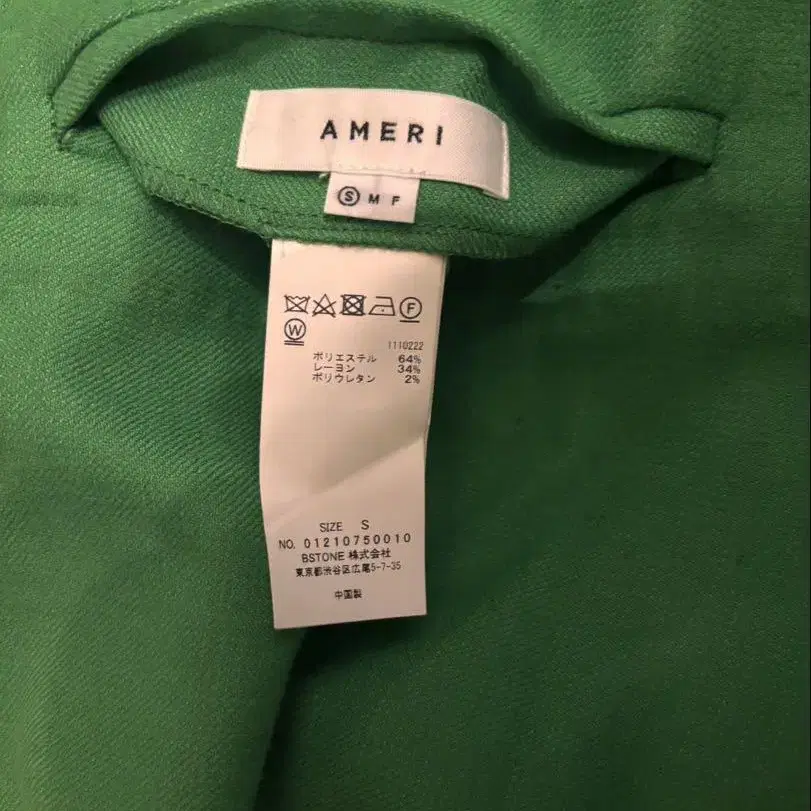 AMERI
S M F
F
W
1110222
ポリエステル 64%
レーヨン 34%
ポリウレタン 2%
SIZE S
NO. 01210750010
BSTONE 株式会社
東京都渋谷区広尾5-7-35
中国製